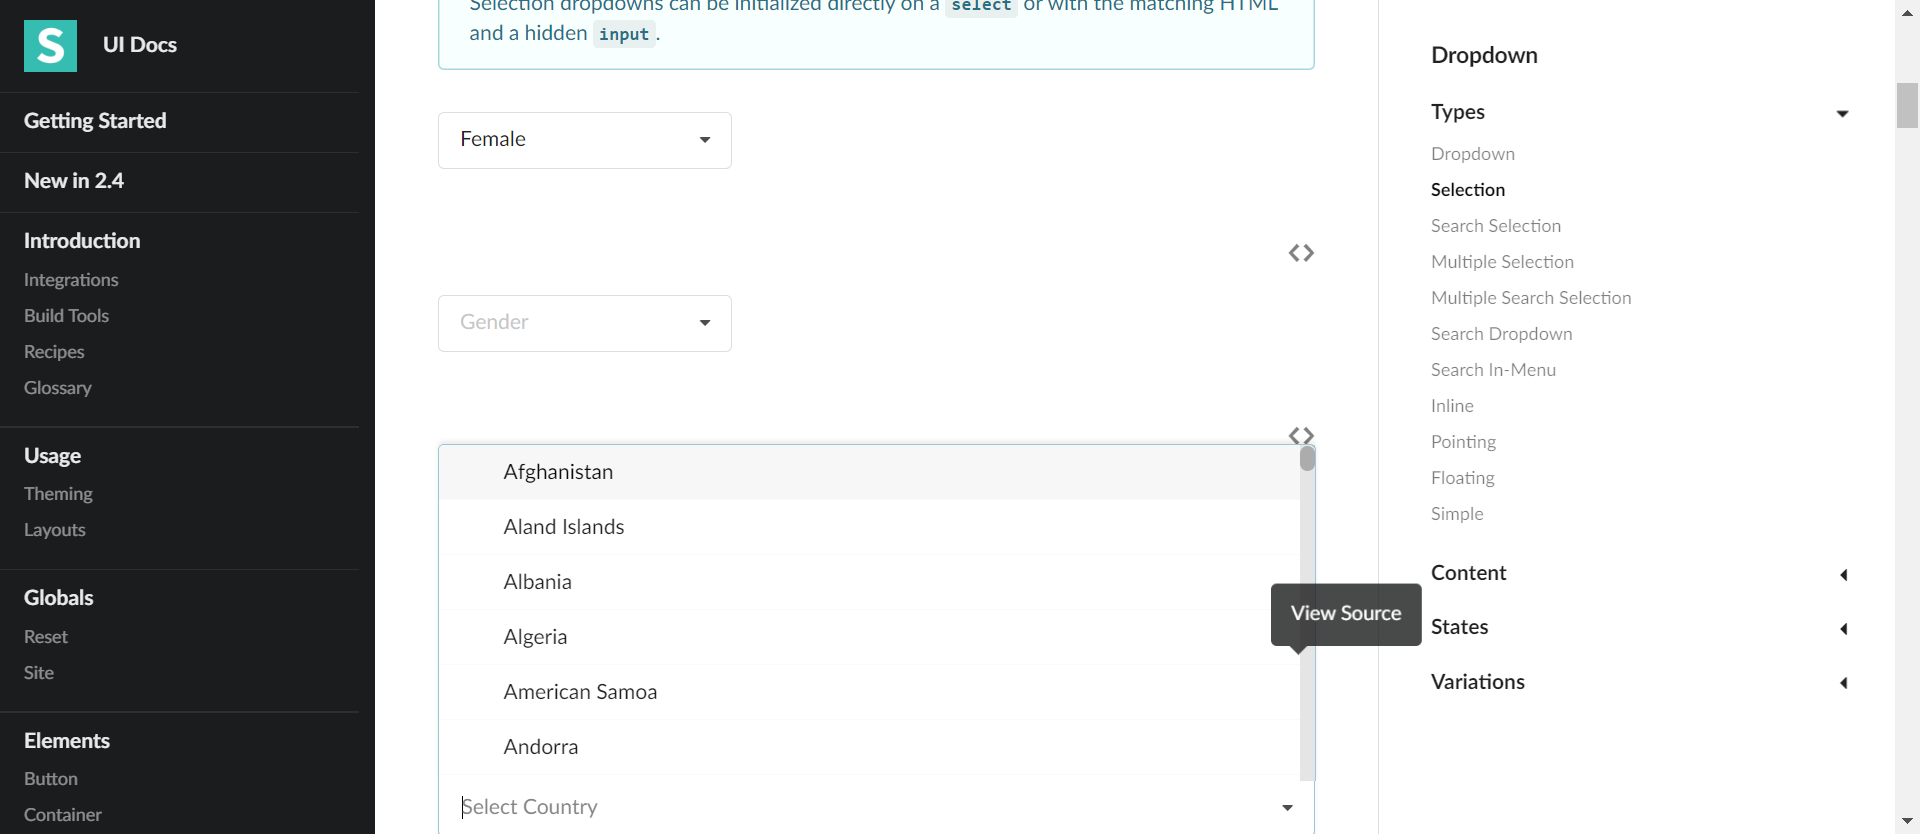 S
UI Docs
Getting Started
New in 2.4
Introduction
Integrations
Build Tools
Recipes
Glossary
Usage
Theming
Layouts
Globals
Reset
Site
Elements
Button
Container
Selection dropdowns can be initialized directly on a select or with the matching HTML
and a hidden input.
Female
<>
Gender
<>
Afghanistan
Aland Islands
Albania
Algeria
American Samoa
Andorra
Select Country
View Source
Dropdown
Types
Dropdown
Selection
Search Selection
Multiple Selection
Multiple Search Selection
Search Dropdown
Search In-Menu
Inline
Pointing
Floating
Simple
Content
States
Variations